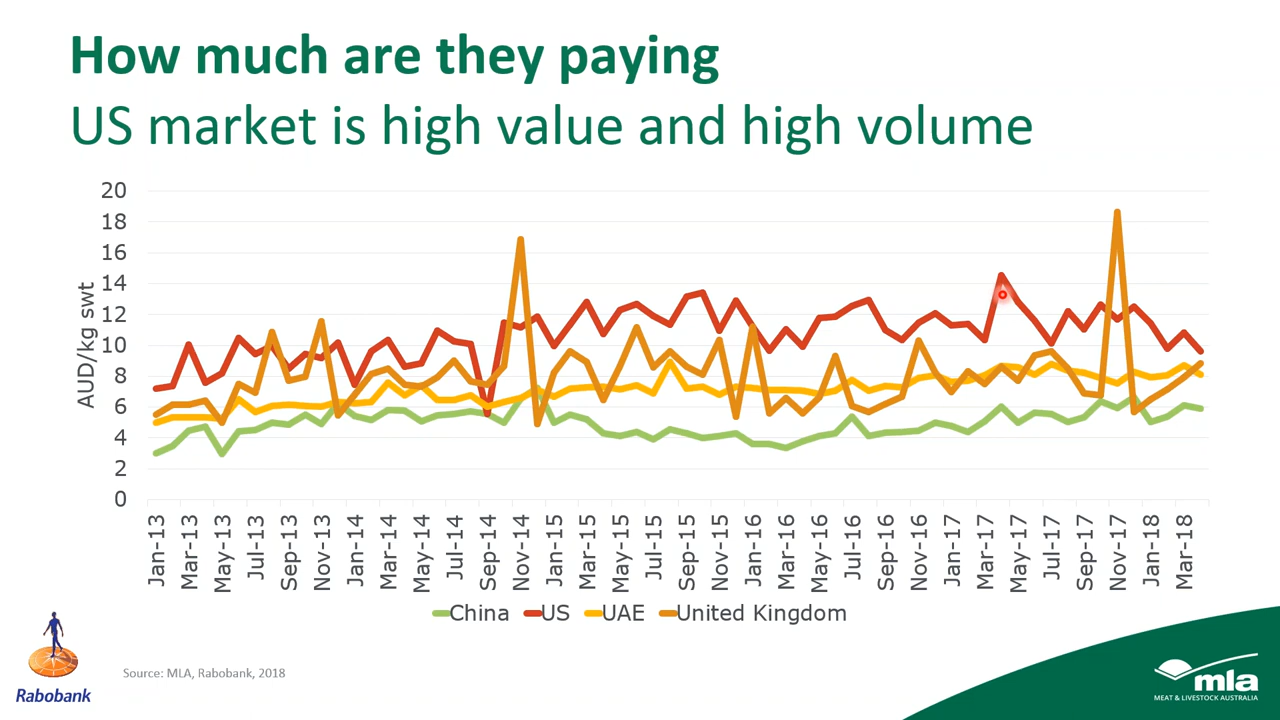 How much are they paying
US market is high value and high volume
AUD/kg swt
20
18
16
14
12
10
8
6
4
2
0
Jan-13
Mar-13
May-13
Jul-13
Sep-13
Nov-13
Jan-14
Mar-14
May-14
Jul-14
Sep-14
Nov-14
Jan-15
Mar-15
May-15
Jul-15
Sep-15
Nov-15
Jan-16
Mar-16
May-16
Jul-16
Sep-16
Nov-16
Jan-17
Mar-17
May-17
Jul-17
Sep-17
Nov-17
Jan-18
Mar-18
China US UAE United Kingdom
Rabobank
Source: MLA, Rabobank, 2018
mla
MEAT & LIVESTOCK AUSTRALIA